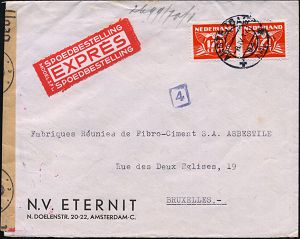 SPOEDBESTELLING
EXPRES
SPOEDBESTELLING
NEDERLAND NEDERLAND
4
Fabriques Réunies de Fibro-Ciment S.A. ASBESTILE
Rue des Deux Eglises, 19
BRUXELLES.-
N.V. ETERNIT
N. DOELENSTR. 20-22, AMSTERDAM-C.